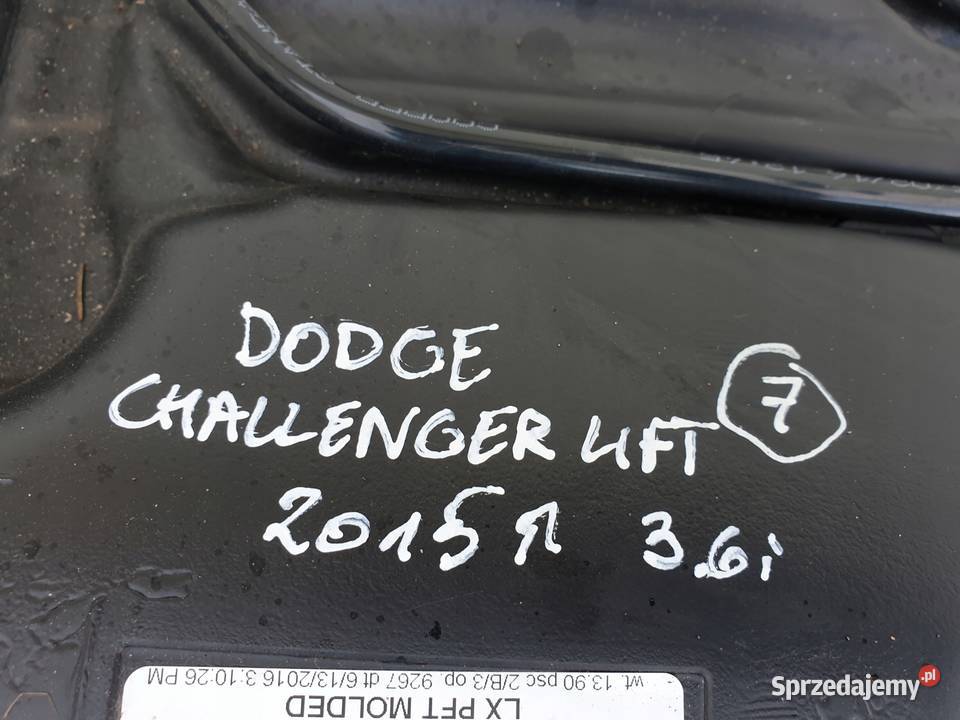 DODGE
CHALLENGER LIFT 7
2015r 3.6i
wt. 13.90 psc 2/B/3 op. 9267 dt 6/13/2016 3:10:26 PM
LX PFT MOLDED
Sprzedajemy.pl